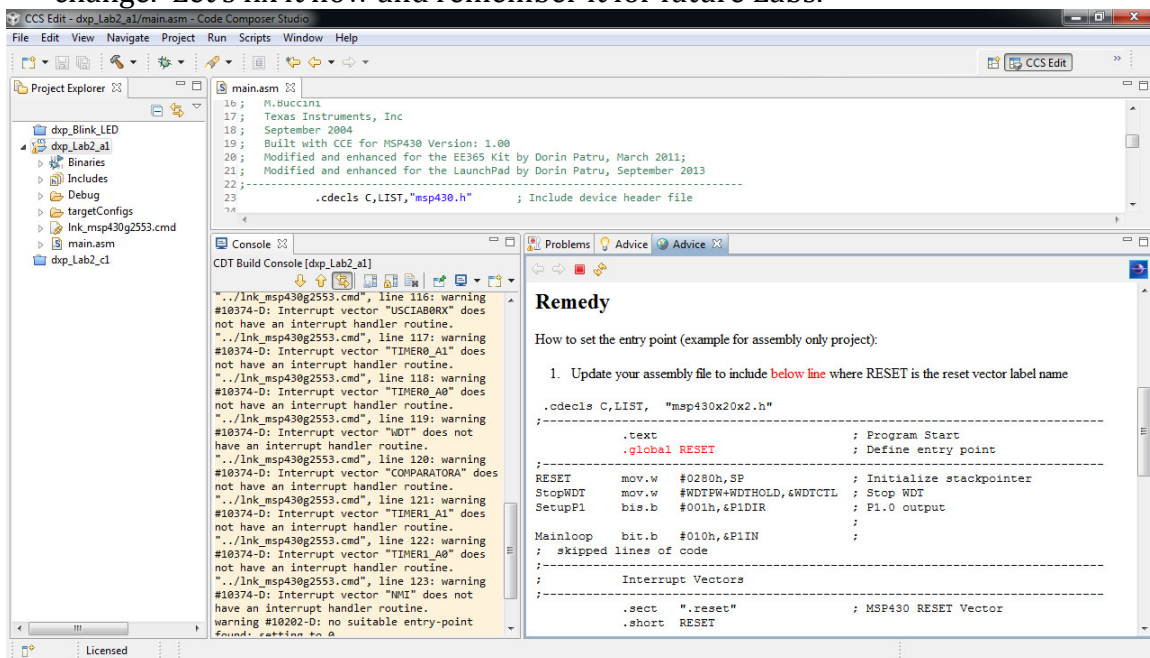 change. Let's fix it now and remember it for future Labs.
CCS Edit - dxp_Lab2_a1/main.asm - Code Composer Studio
File Edit View Navigate Project Run Scripts Window Help
CCS Edit
Project Explorer
dxp_Blink_LED
dxp_Lab2_a1
Binaries
Includes
Debug
targetConfigs
lnk_msp430g2553.cmd
main.asm
dxp_Lab2_c1
main.asm
16 ; M.Buccini
17 ; Texas Instruments, Inc
18 ; September 2004
19 ; Built with CCE for MSP430 Version: 1.00
20 ; Modified and enhanced for the EE365 Kit by Dorin Patru, March 2011;
21 ; Modified and enhanced for the LaunchPad by Dorin Patru, September 2013
22 ;-----------------------------------------------------------------------
23 .cdecls C,LIST,"msp430.h" ; Include device header file
24
Console
CDT Build Console [dxp_Lab2_a1]
"../lnk_msp430g2553.cmd", line 116: warning
#10374-D: Interrupt vector "USCIAB0RX" does
not have an interrupt handler routine.
"../lnk_msp430g2553.cmd", line 117: warning
#10374-D: Interrupt vector "TIMER0_A1" does
not have an interrupt handler routine.
"../lnk_msp430g2553.cmd", line 118: warning
#10374-D: Interrupt vector "TIMER0_A0" does
not have an interrupt handler routine.
"../lnk_msp430g2553.cmd", line 119: warning
#10374-D: Interrupt vector "WDT" does not
have an interrupt handler routine.
"../lnk_msp430g2553.cmd", line 120: warning
#10374-D: Interrupt vector "COMPARATORA" does
not have an interrupt handler routine.
"../lnk_msp430g2553.cmd", line 121: warning
#10374-D: Interrupt vector "TIMER1_A1" does
not have an interrupt handler routine.
"../lnk_msp430g2553.cmd", line 122: warning
#10374-D: Interrupt vector "TIMER1_A0" does
not have an interrupt handler routine.
"../lnk_msp430g2553.cmd", line 123: warning
#10374-D: Interrupt vector "NMI" does not
have an interrupt handler routine.
warning #10202-D: no suitable entry-point
found; setting to 0
Problems Advice Advice
Remedy
How to set the entry point (example for assembly only project):
1. Update your assembly file to include below line where RESET is the reset vector label name
.cdecls C,LIST, "msp430x20x2.h"
;-----------------------------------------------------------------------
.text ; Program Start
.global RESET ; Define entry point
;-----------------------------------------------------------------------
RESET mov.w #0280h,SP ; Initialize stackpointer
StopWDT mov.w #WDTPW+WDTHOLD,&WDTCTL ; Stop WDT
SetupP1 bis.b #001h,&P1DIR ; P1.0 output
;
Mainloop bit.b #010h,&P1IN ;
; skipped lines of code
;-----------------------------------------------------------------------
; Interrupt Vectors
;-----------------------------------------------------------------------
.sect ".reset" ; MSP430 RESET Vector
.short RESET
Licensed